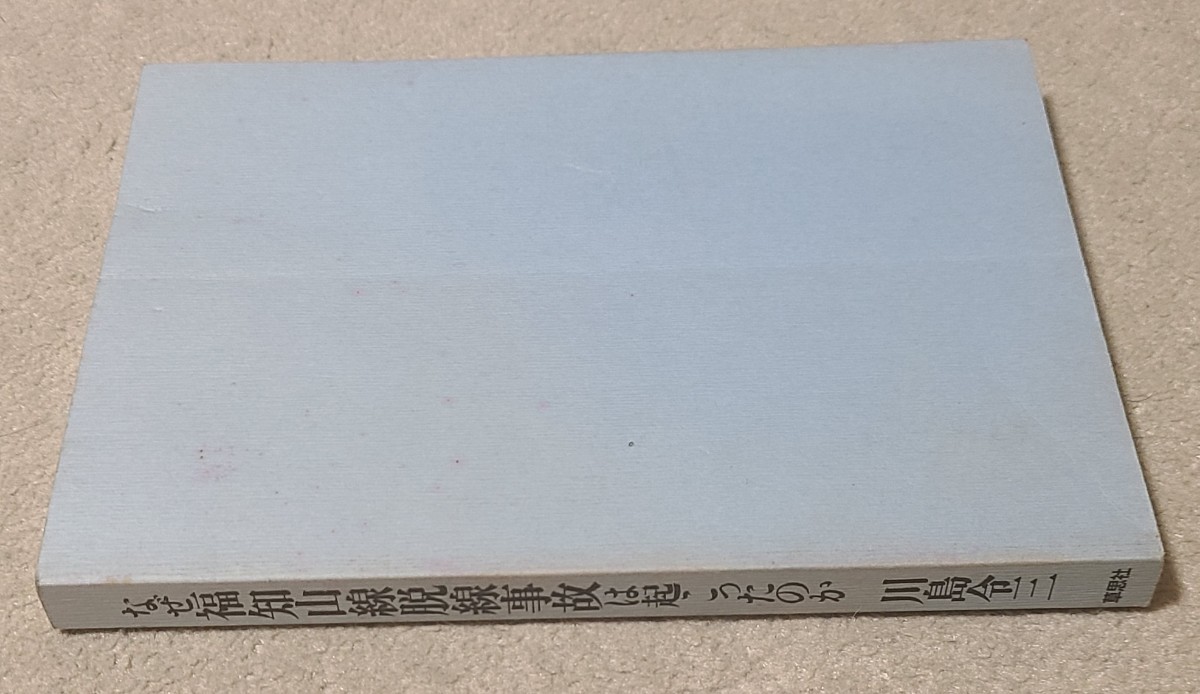 なぜ福知山線脱線事故は起こったのか
川島令三
草思社